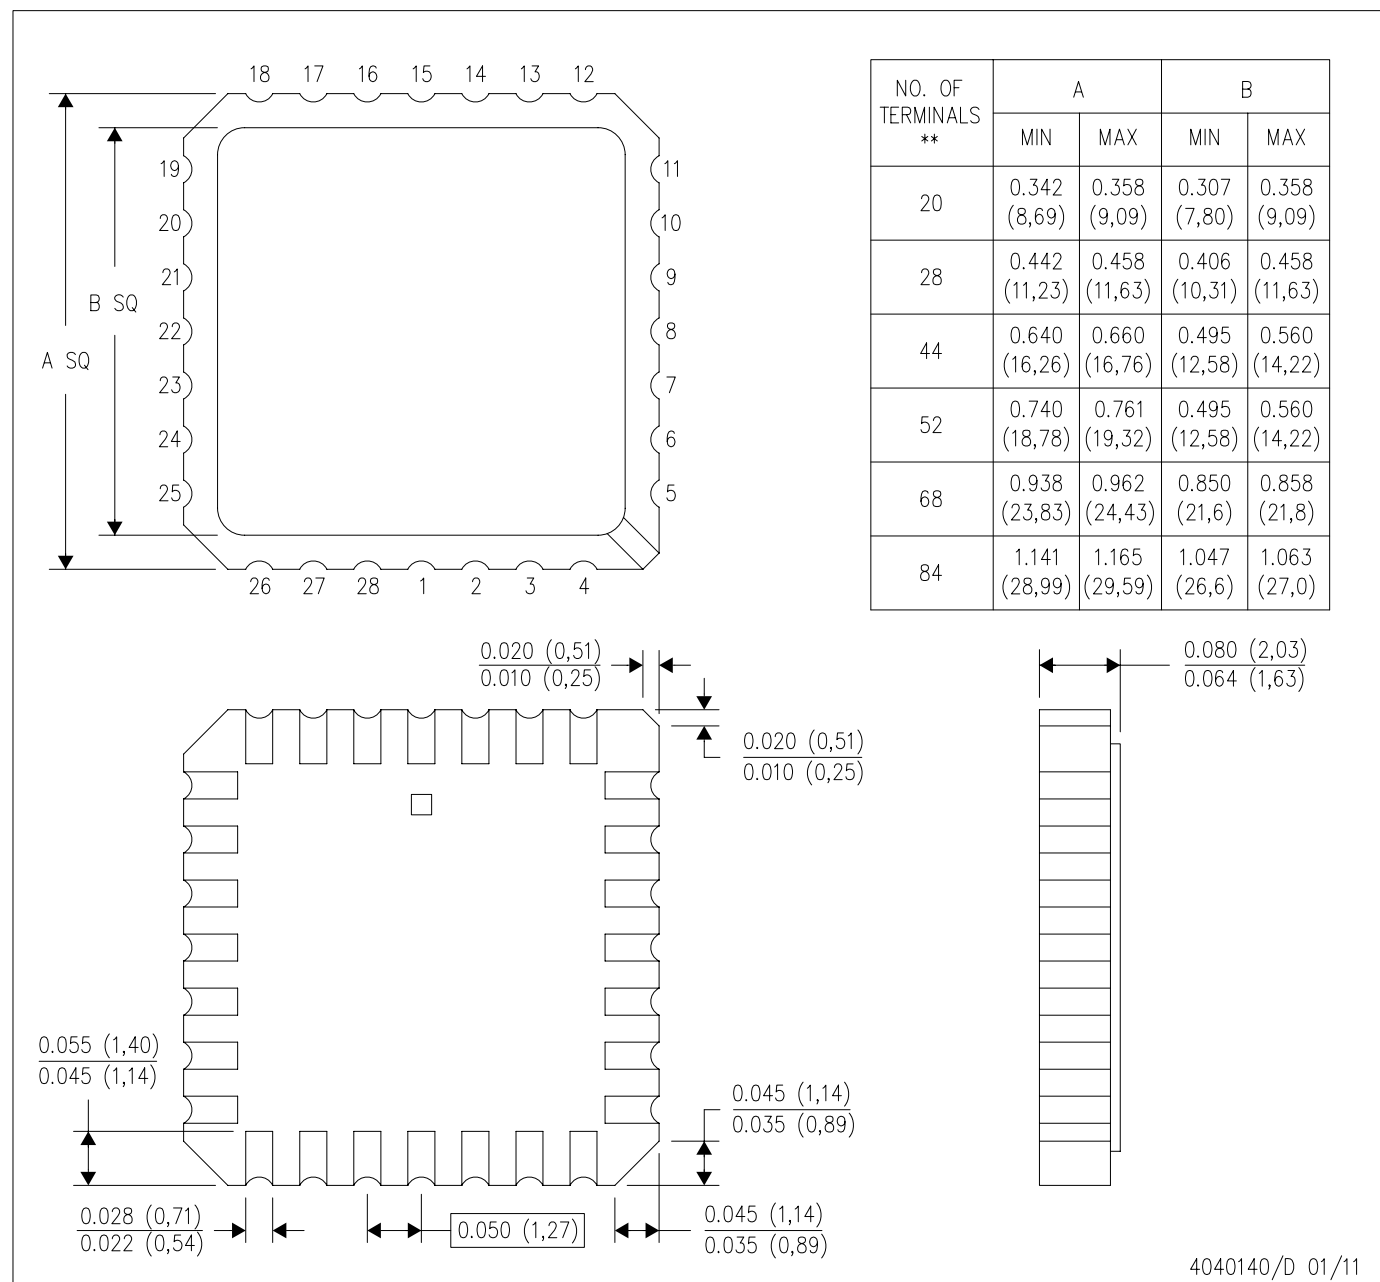 18 17 16 15 14 13 12
19
20
21
22
23
24
25
11
10
9
8
7
6
5
26 27 28 1 2 3 4
A SQ
B SQ
NO. OF TERMINALS ** A B
MIN MAX MIN MAX
20 0.342 (8,69) 0.358 (9,09) 0.307 (7,80) 0.358 (9,09)
28 0.442 (11,23) 0.458 (11,63) 0.406 (10,31) 0.458 (11,63)
44 0.640 (16,26) 0.660 (16,76) 0.495 (12,58) 0.560 (14,22)
52 0.740 (18,78) 0.761 (19,32) 0.495 (12,58) 0.560 (14,22)
68 0.938 (23,83) 0.962 (24,43) 0.850 (21,6) 0.858 (21,8)
84 1.141 (28,99) 1.165 (29,59) 1.047 (26,6) 1.063 (27,0)
0.020 (0,51)
0.010 (0,25)
0.020 (0,51)
0.010 (0,25)
0.080 (2,03)
0.064 (1,63)
0.055 (1,40)
0.045 (1,14)
0.045 (1,14)
0.035 (0,89)
0.028 (0,71)
0.022 (0,54)
0.050 (1,27)
0.045 (1,14)
0.035 (0,89)
4040140/D 01/11